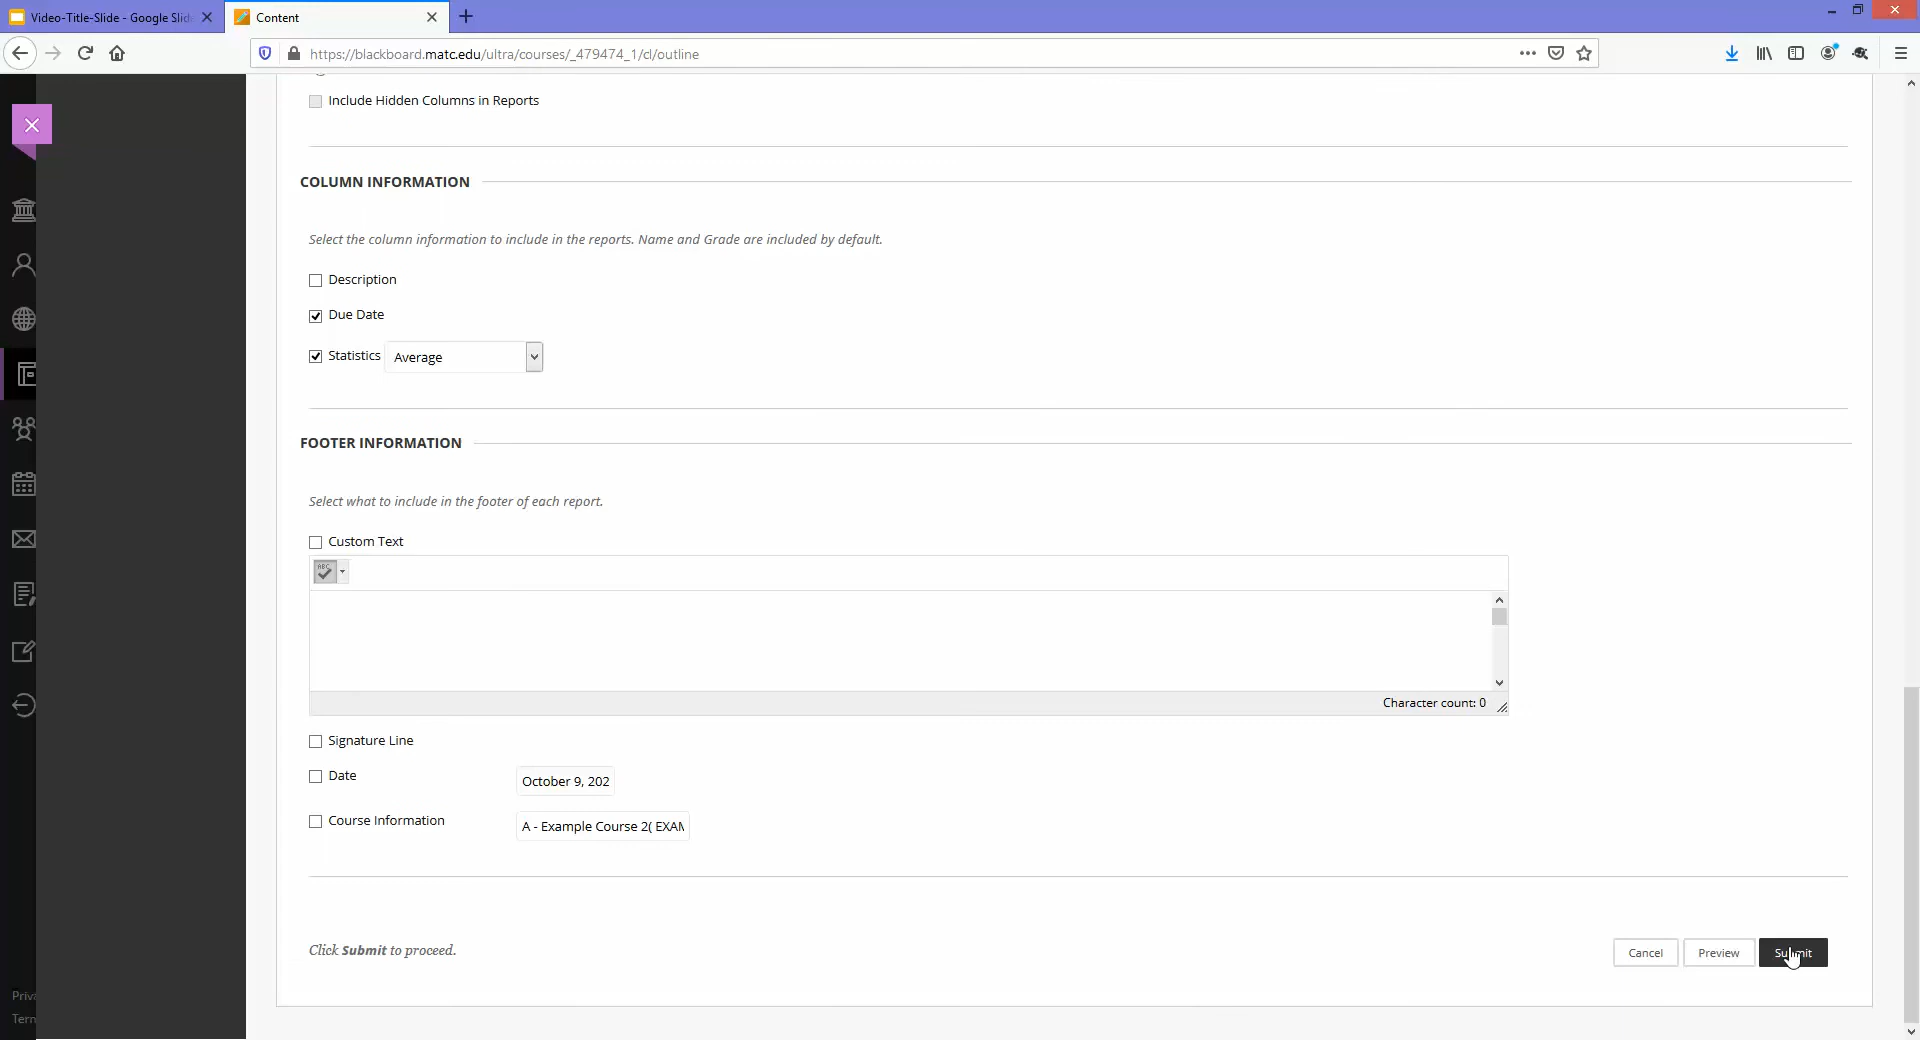 Video-Title-Slide - Google Slid
Content
https://blackboard.matc.edu/ultra/courses/_479474_1/cl/outline
Include Hidden Columns in Reports
COLUMN INFORMATION
Select the column information to include in the reports. Name and Grade are included by default.
Description
Due Date
Statistics Average
FOOTER INFORMATION
Select what to include in the footer of each report.
Custom Text
ABC
Character count: 0
Signature Line
Date October 9, 202
Course Information A - Example Course 2( EXAM
Click Submit to proceed.
Cancel Preview Submit
Priva
Term